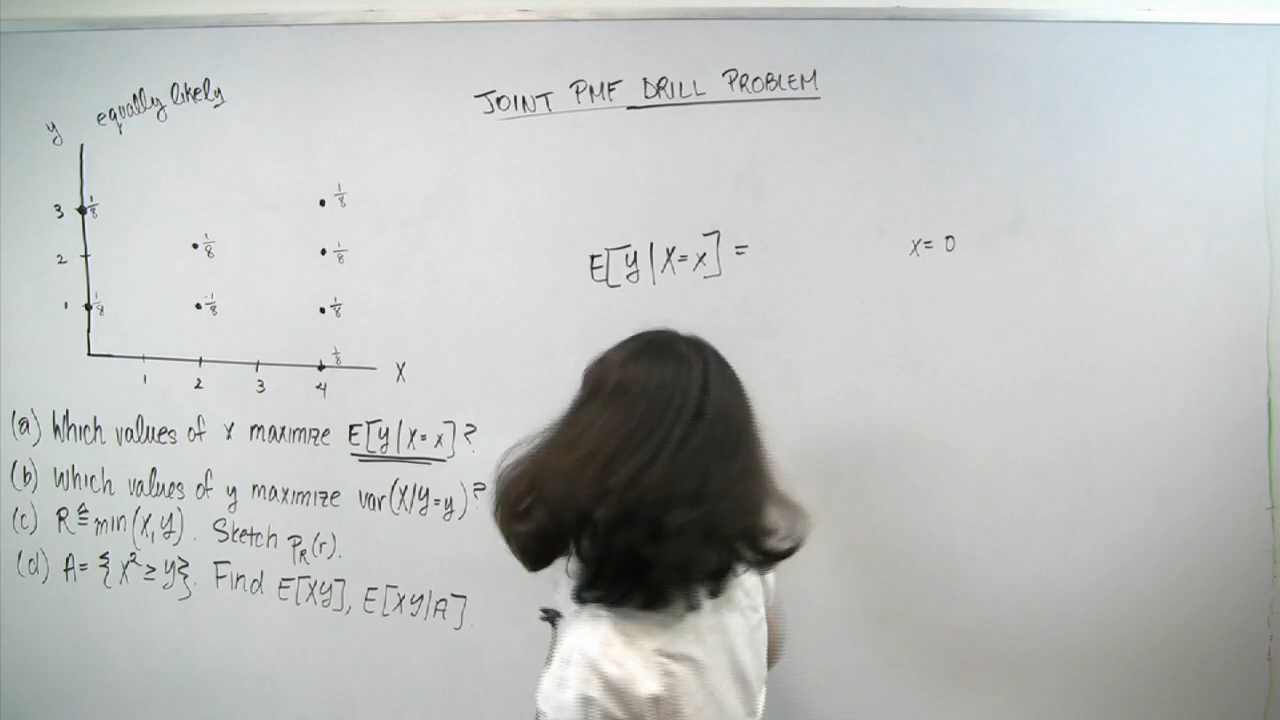 JOINT PMF DRILL PROBLEM
equally likely
y
3 1/8 1/8
2 1/8 1/8
1 1/8 1/8 1/8
1/8
1 2 3 4 X
E[Y|X=x] = x=0
(a) Which values of x maximize E[Y|X=x]?
(b) Which values of y maximize var(X|Y=y)?
(c) R ≜ min(X,Y). Sketch p_R(r).
(d) A = {X² ≥ Y}. Find E[XY], E[XY|A].